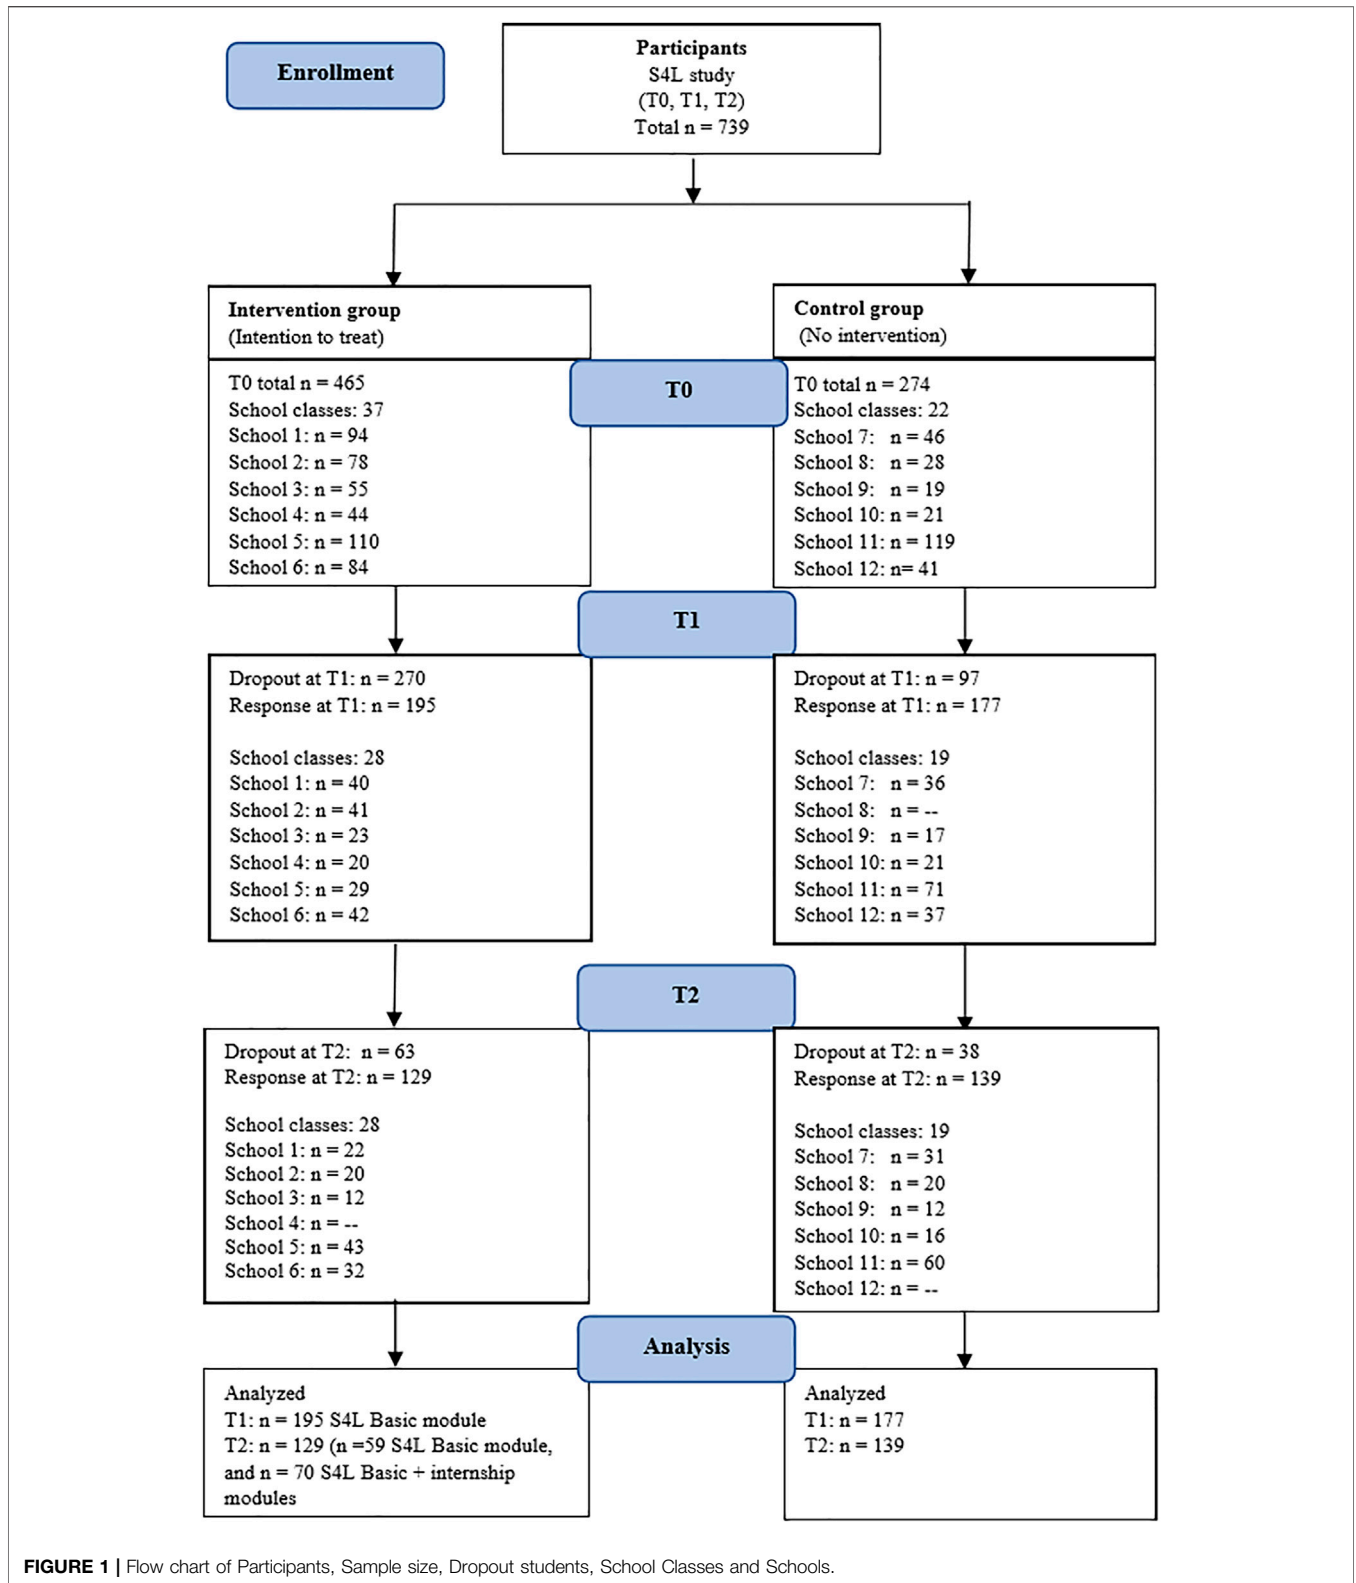 Enrollment
Participants
S4L study
(T0, T1, T2)
Total n = 739
Intervention group
(Intention to treat)
Control group
(No intervention)
T0
T0 total n = 465
School classes: 37
School 1: n = 94
School 2: n = 78
School 3: n = 55
School 4: n = 44
School 5: n = 110
School 6: n = 84
T0 total n = 274
School classes: 22
School 7: n = 46
School 8: n = 28
School 9: n = 19
School 10: n = 21
School 11: n = 119
School 12: n= 41
T1
Dropout at T1: n = 270
Response at T1: n = 195
School classes: 28
School 1: n = 40
School 2: n = 41
School 3: n = 23
School 4: n = 20
School 5: n = 29
School 6: n = 42
Dropout at T1: n = 97
Response at T1: n = 177
School classes: 19
School 7: n = 36
School 8: n = --
School 9: n = 17
School 10: n = 21
School 11: n = 71
School 12: n = 37
T2
Dropout at T2: n = 63
Response at T2: n = 129
School classes: 28
School 1: n = 22
School 2: n = 20
School 3: n = 12
School 4: n = --
School 5: n = 43
School 6: n = 32
Dropout at T2: n = 38
Response at T2: n = 139
School classes: 19
School 7: n = 31
School 8: n = 20
School 9: n = 12
School 10: n = 16
School 11: n = 60
School 12: n = --
Analysis
Analyzed
T1: n = 195 S4L Basic module
T2: n = 129 (n =59 S4L Basic module,
and n = 70 S4L Basic + internship
modules
Analyzed
T1: n = 177
T2: n = 139
FIGURE 1 | Flow chart of Participants, Sample size, Dropout students, School Classes and Schools.